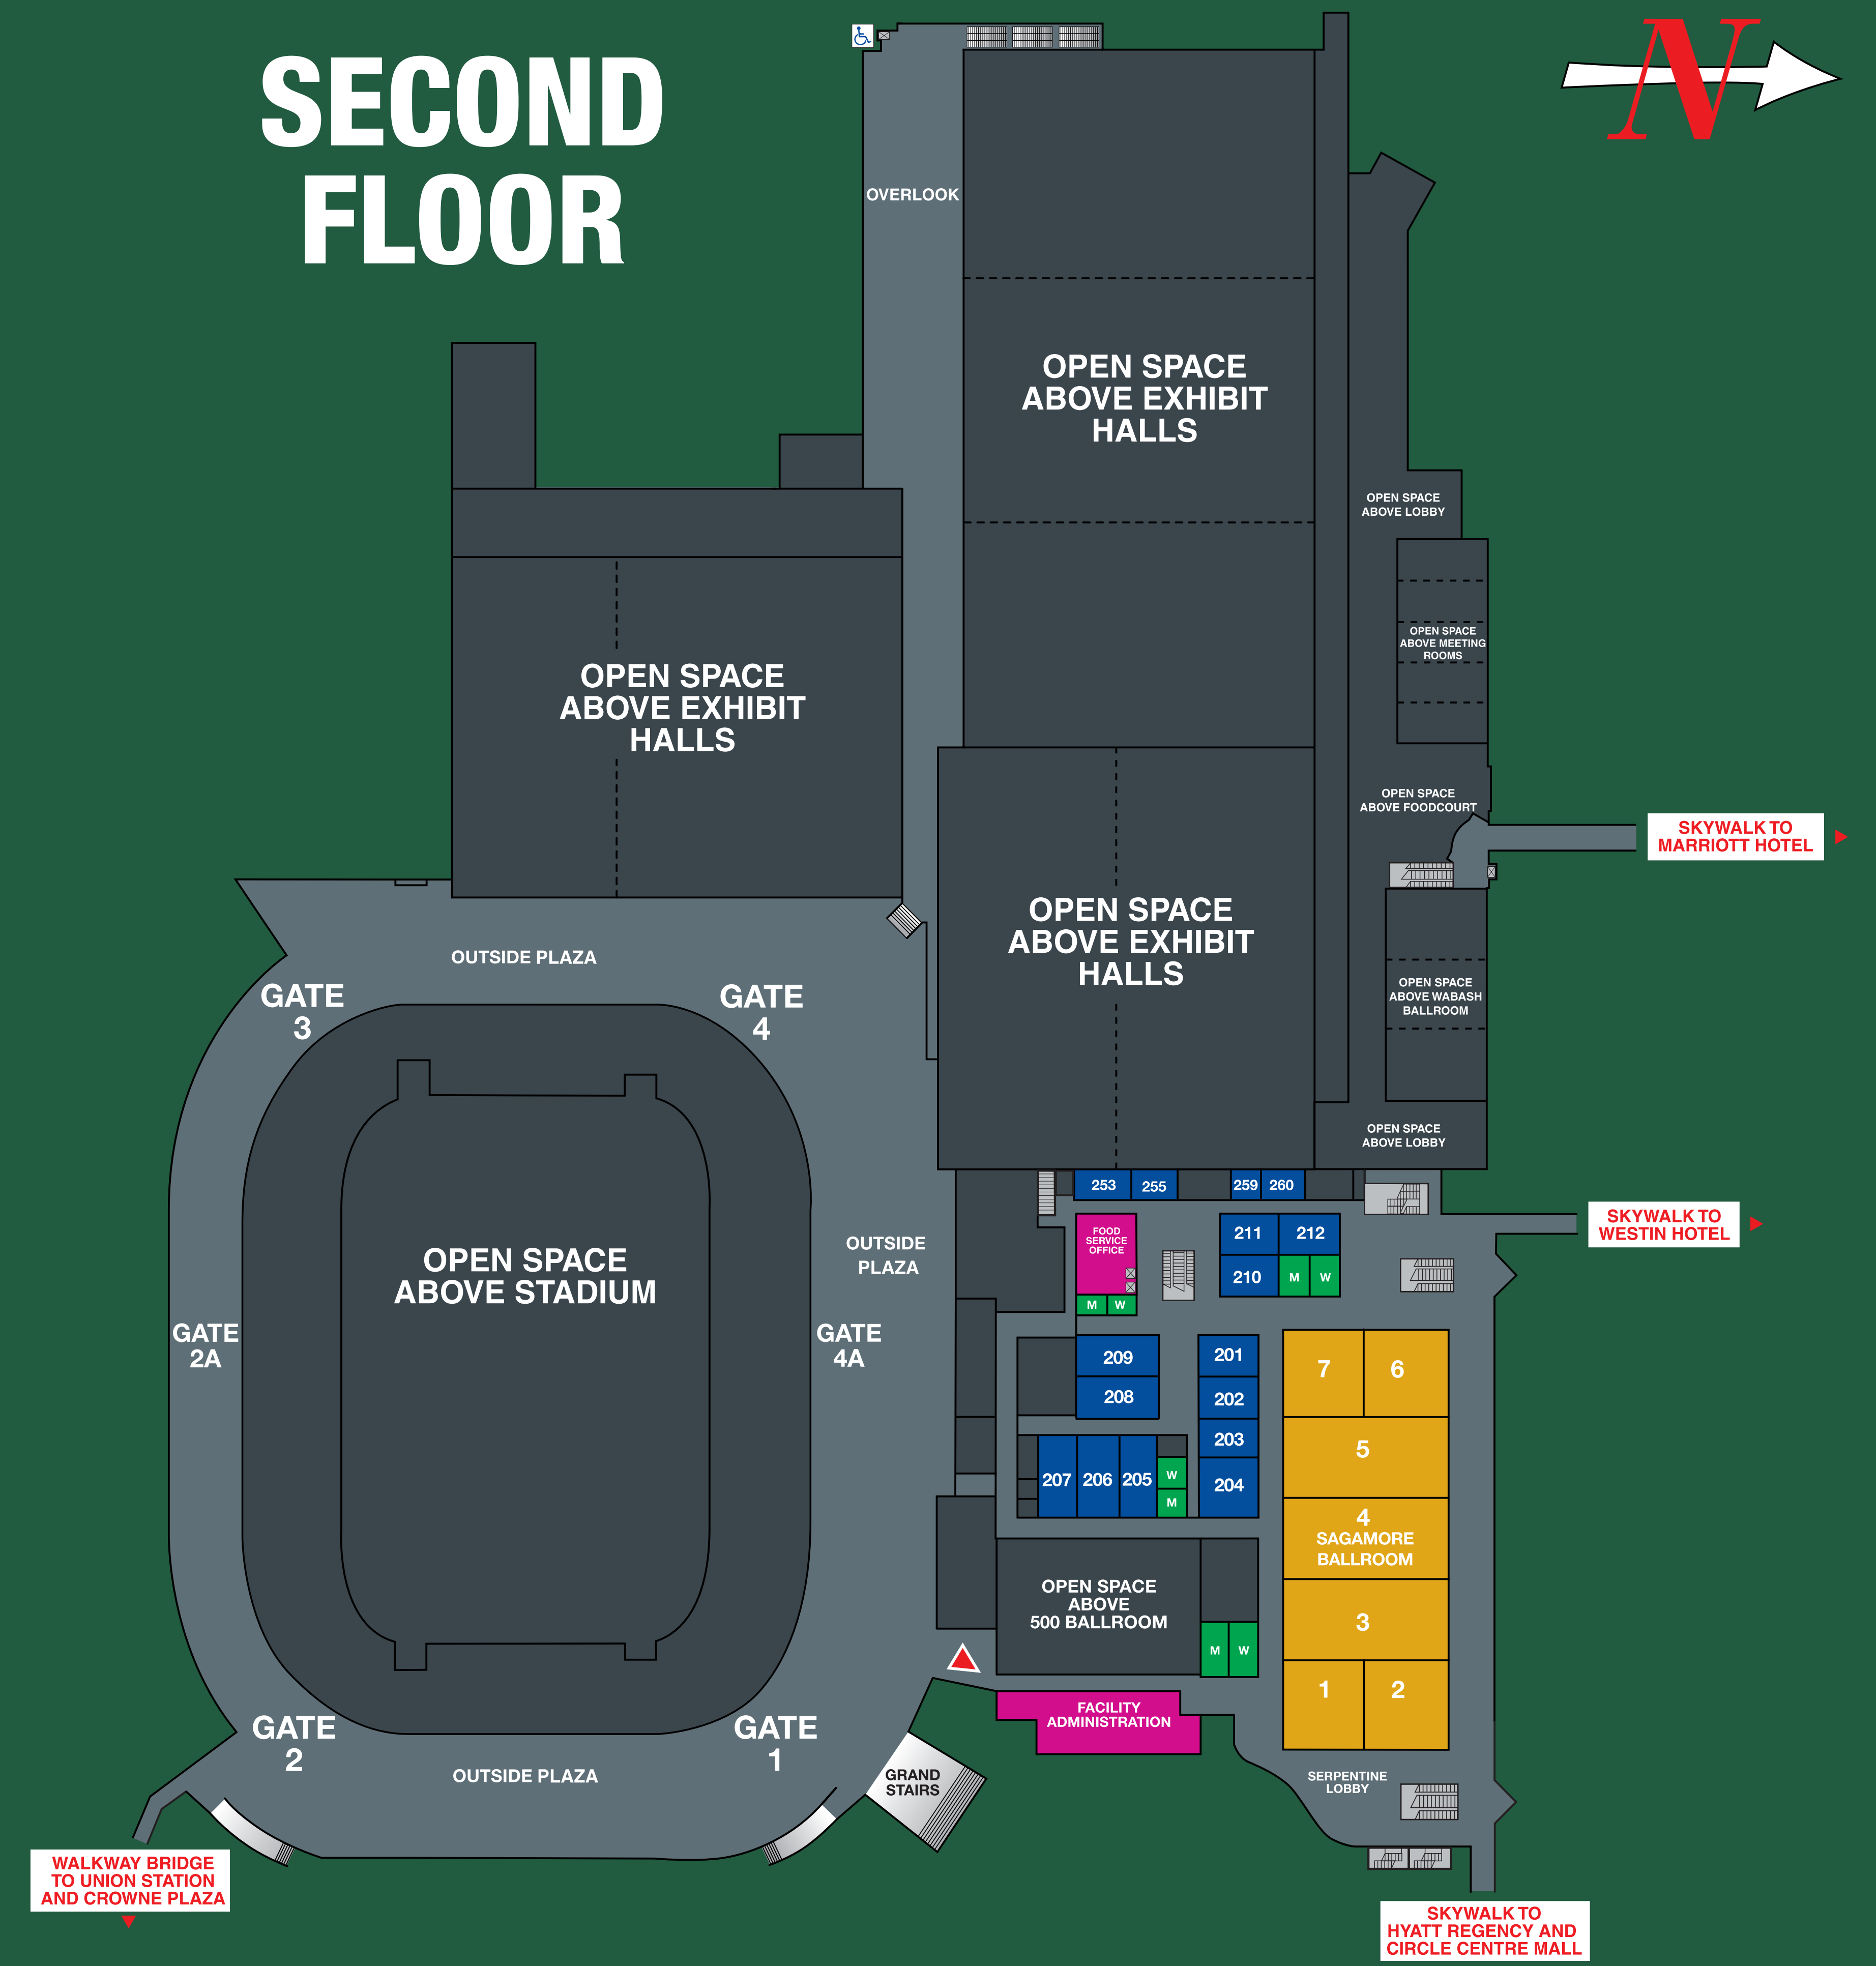 SECOND
FLOOR
N
OVERLOOK
OPEN SPACE
ABOVE EXHIBIT
HALLS
OPEN SPACE
ABOVE LOBBY
OPEN SPACE
ABOVE MEETING
ROOMS
OPEN SPACE
ABOVE EXHIBIT
HALLS
OPEN SPACE
ABOVE FOODCOURT
SKYWALK TO
MARRIOTT HOTEL
OPEN SPACE
ABOVE EXHIBIT
HALLS
OPEN SPACE
ABOVE WABASH
BALLROOM
OUTSIDE PLAZA
GATE
3
GATE
4
OPEN SPACE
ABOVE LOBBY
253
255
259
260
SKYWALK TO
WESTIN HOTEL
FOOD
SERVICE
OFFICE
211
212
210
M
W
M
W
OUTSIDE
PLAZA
OPEN SPACE
ABOVE STADIUM
GATE
2A
GATE
4A
209
208
201
202
203
204
207
206
205
W
M
7
6
5
4
SAGAMORE
BALLROOM
3
1
2
OPEN SPACE
ABOVE
500 BALLROOM
M
W
FACILITY
ADMINISTRATION
GATE
2
GATE
1
OUTSIDE PLAZA
GRAND
STAIRS
SERPENTINE
LOBBY
WALKWAY BRIDGE
TO UNION STATION
AND CROWNE PLAZA
SKYWALK TO
HYATT REGENCY AND
CIRCLE CENTRE MALL